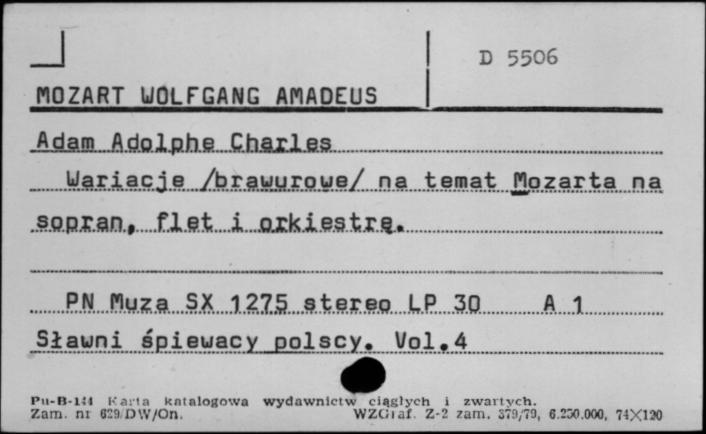 D 5506
MOZART WOLFGANG AMADEUS
Adam Adolphe Charles
Wariacje /brawurowe/ na temat Mozarta na
sopran, flet i orkiestrę.
PN Muza SX 1275 stereo LP 30 A 1
Sławni śpiewacy polscy. Vol.4
Pu-B-144 Karta katalogowa wydawnictw ciągłych i zwartych.
Zam. nr 629/DW/On. WZGraf. Z-2 zam. 379/79, 6.250.000, 74X120